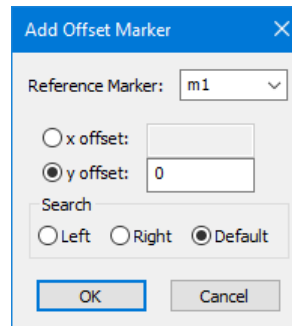 Add Offset Marker
Reference Marker: m1
x offset:
y offset: 0
Search
Left Right Default
OK Cancel